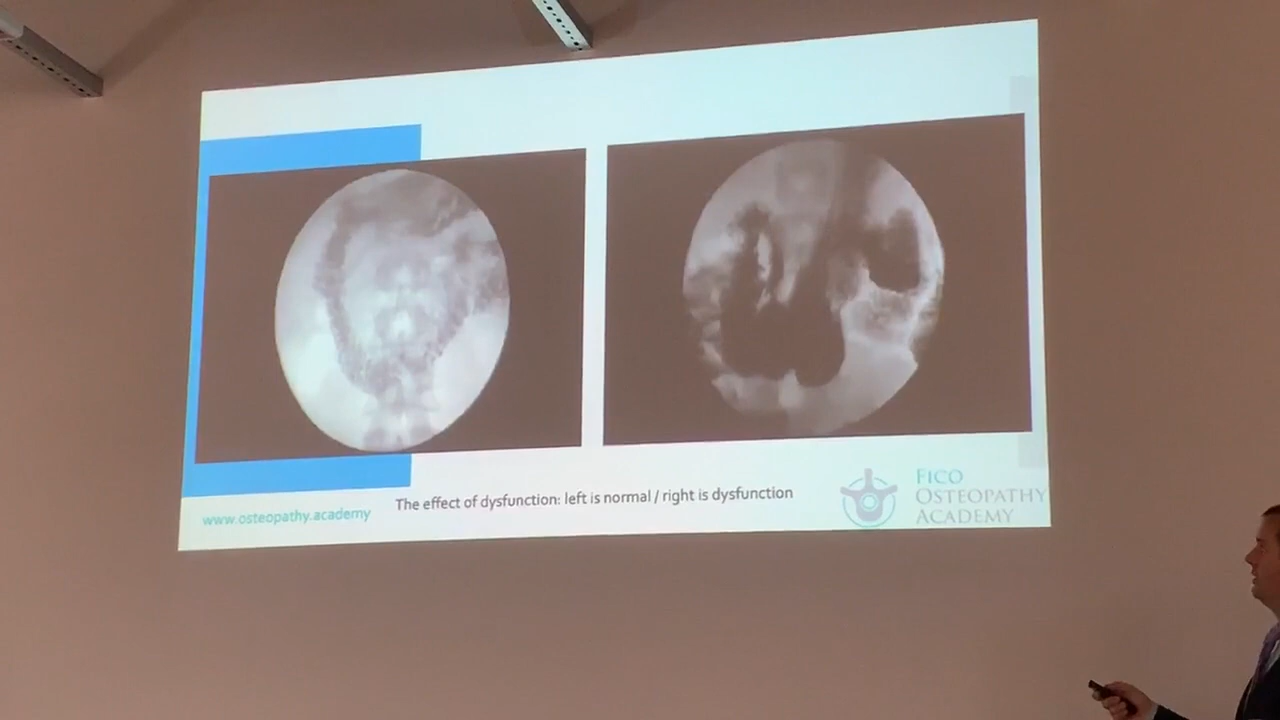 The effect of dysfunction: left is normal / right is dysfunction
www.osteopathy.academy
FICO
OSTEOPATHY
ACADEMY